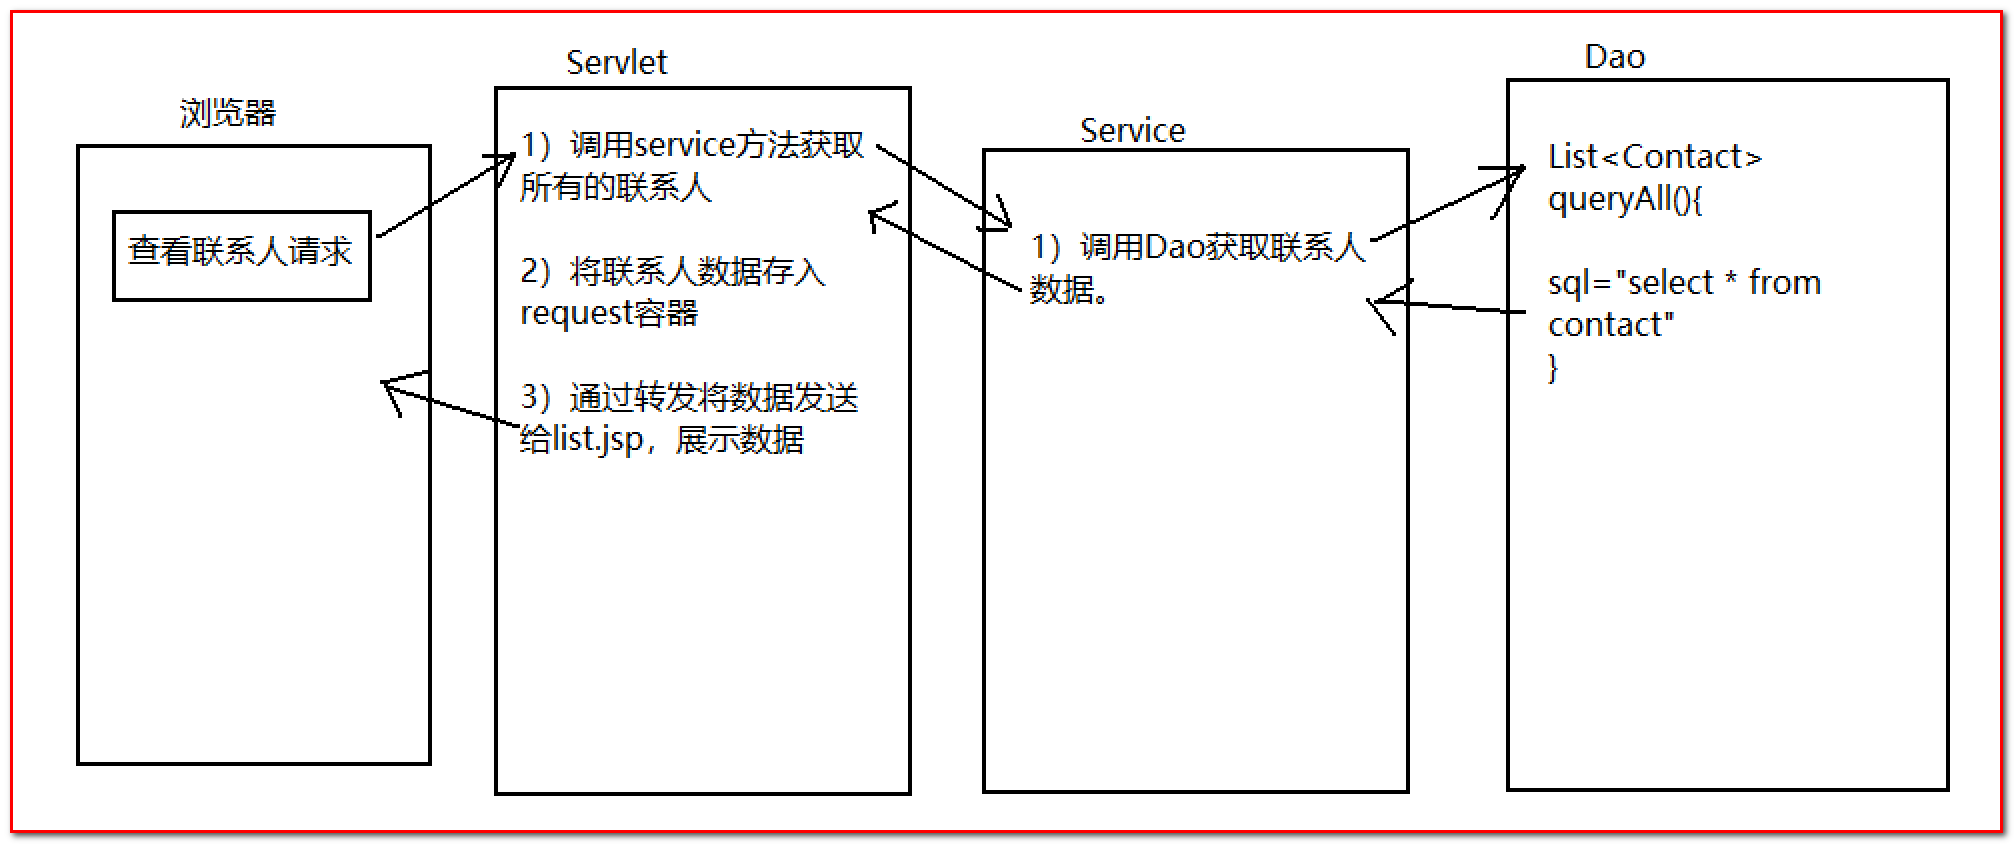 浏览器
查看联系人请求
Servlet
1）调用service方法获取
所有的联系人
2）将联系人数据存入
request容器
3）通过转发将数据发送
给list.jsp，展示数据
Service
1）调用Dao获取联系人
数据。
Dao
List<Contact>
queryAll(){
sql="select * from
contact"
}